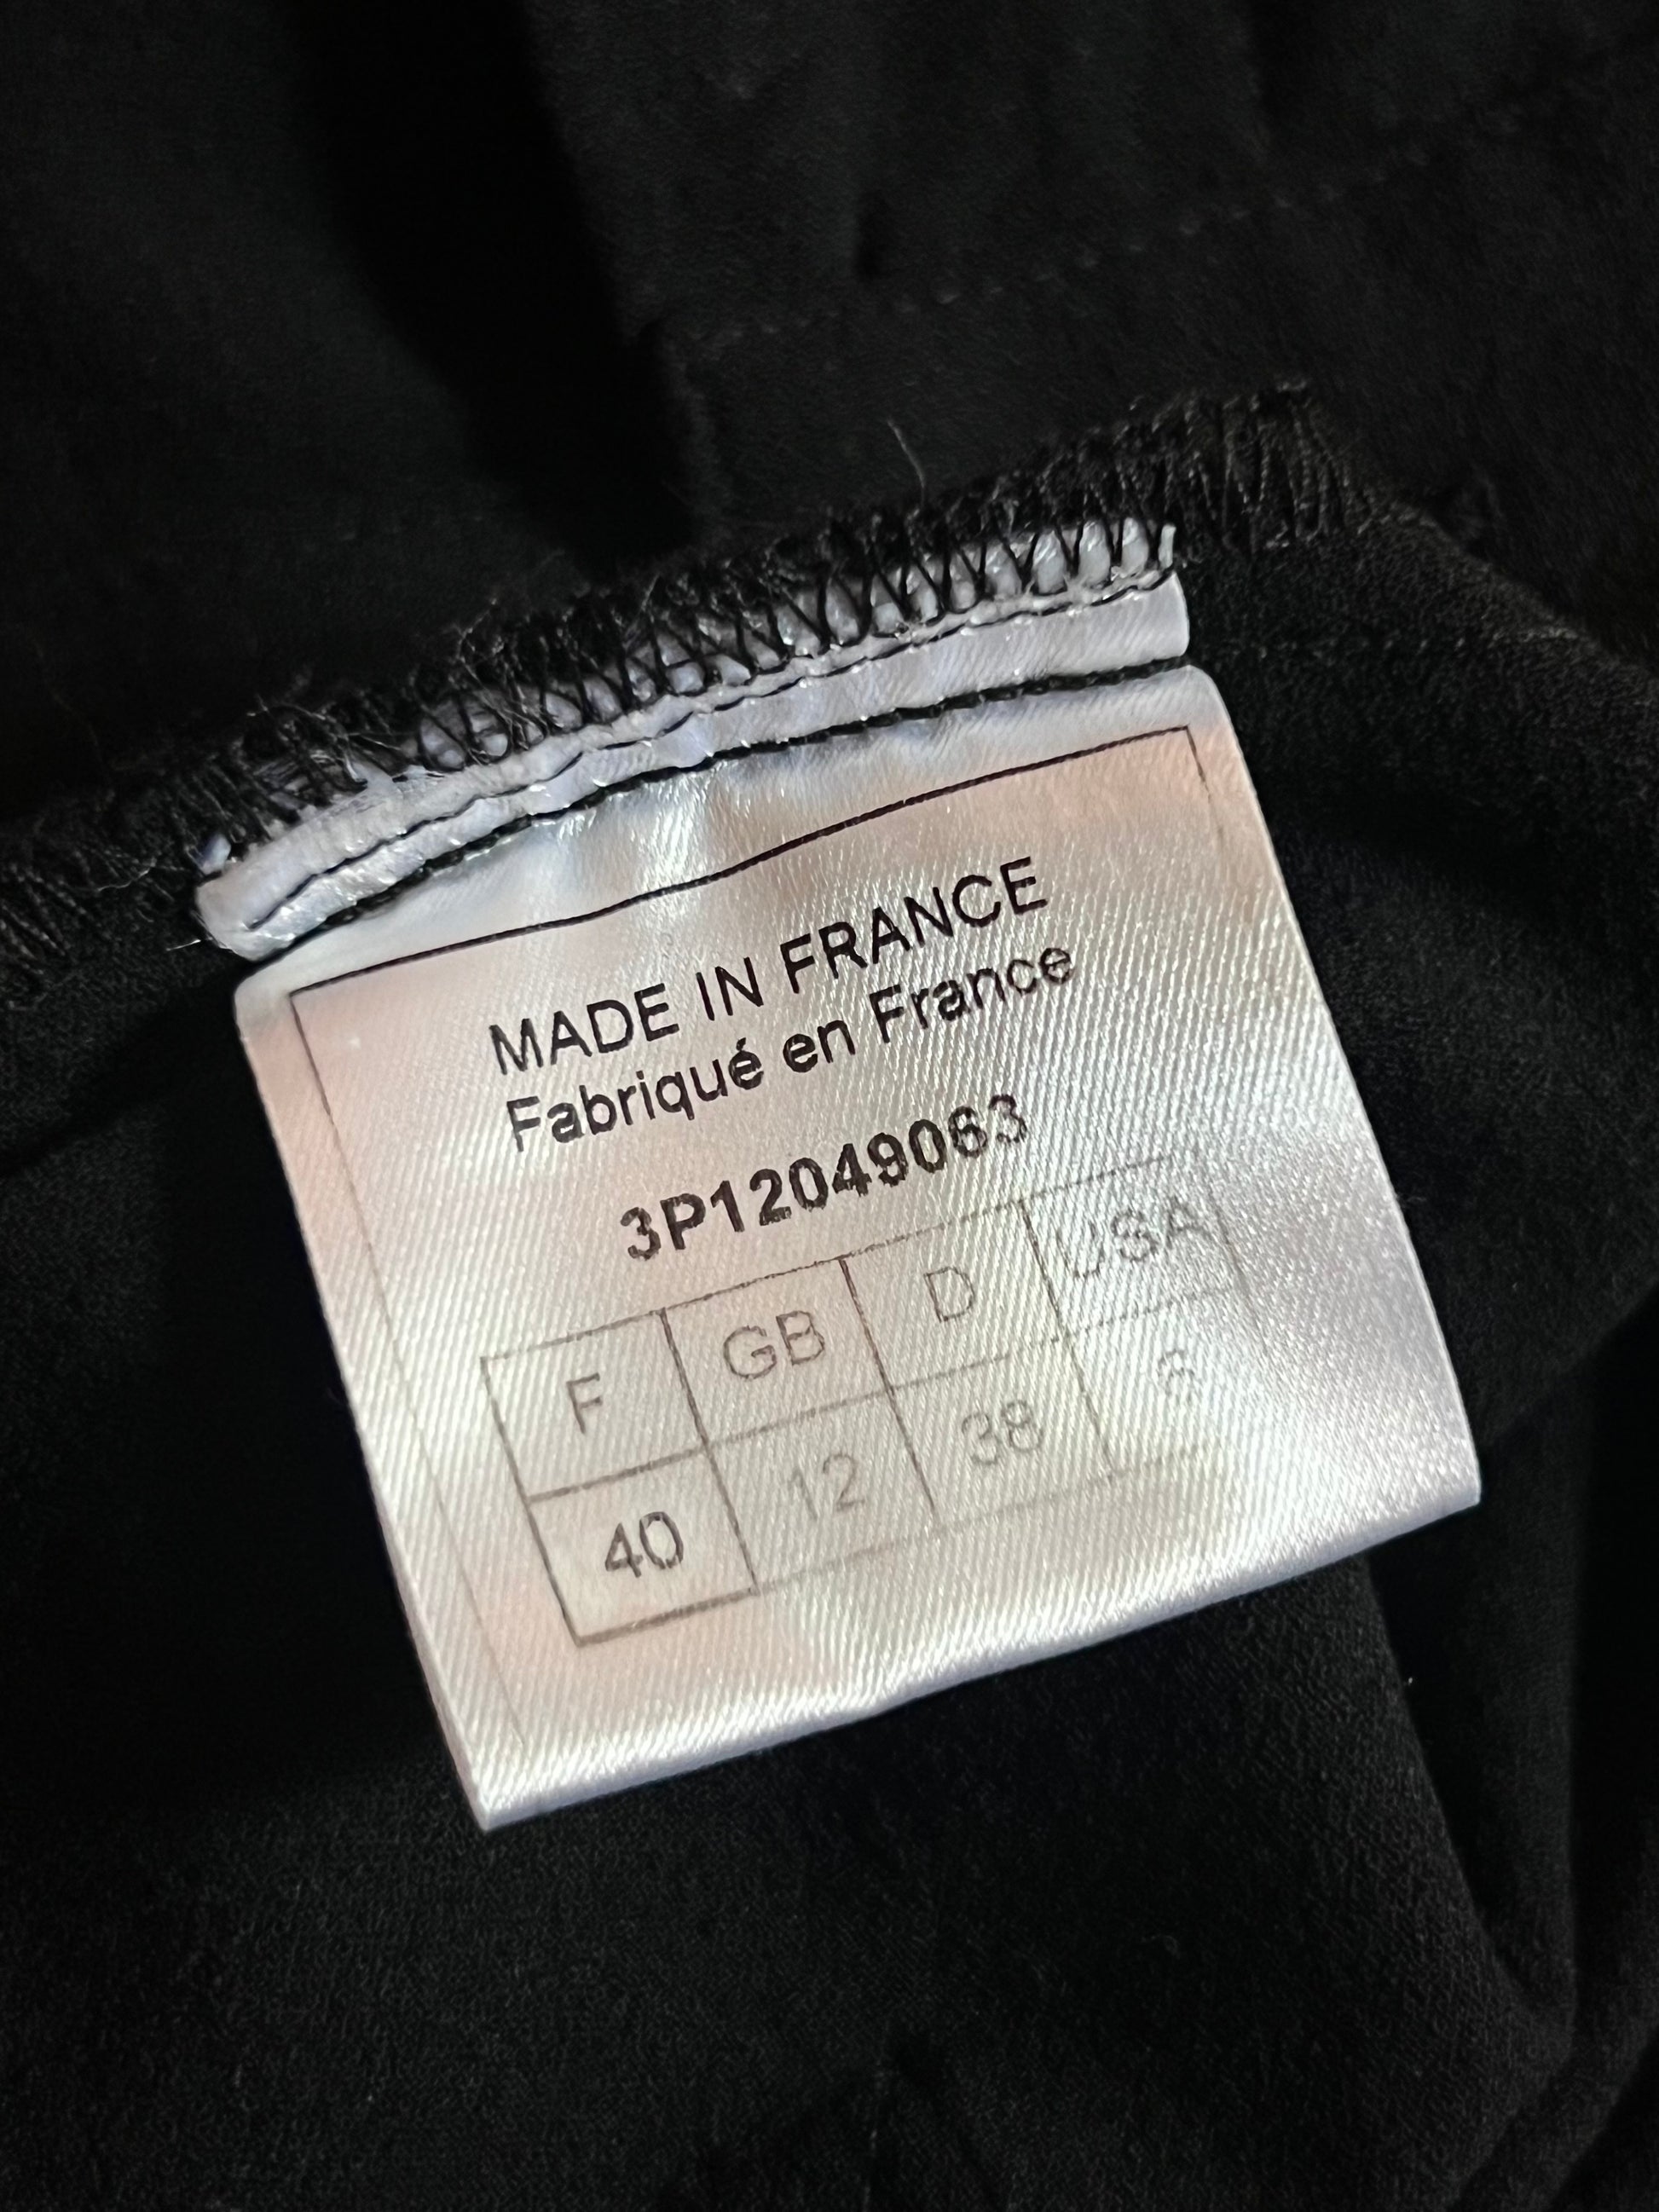 MADE IN FRANCE
Fabriqué en France
3P12049063
F GB D USA
40 12 38